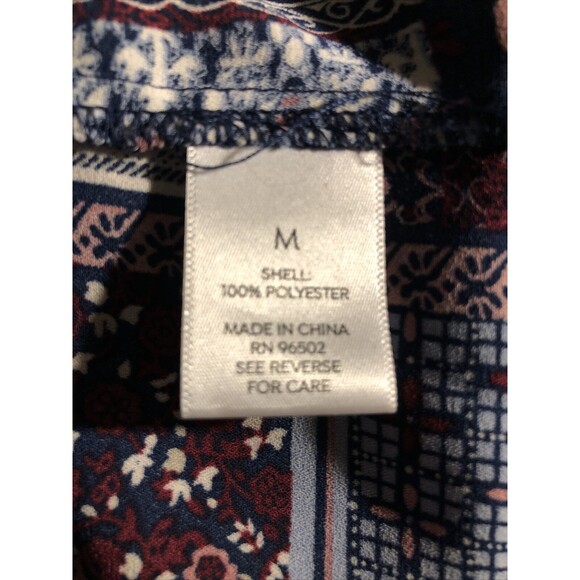 M
SHELL:
100% POLYESTER
MADE IN CHINA
RN 96502
SEE REVERSE
FOR CARE